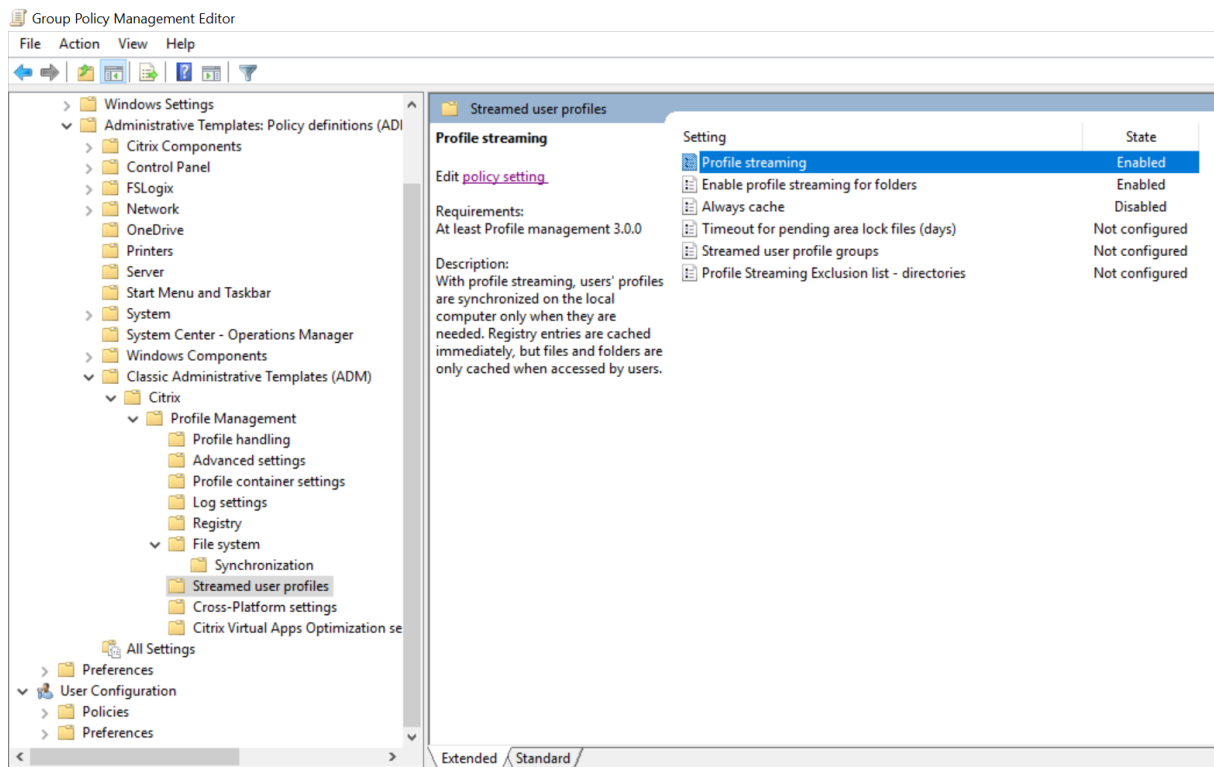 Group Policy Management Editor
File Action View Help
Windows Settings
Administrative Templates: Policy definitions (ADI
Citrix Components
Control Panel
FSLogix
Network
OneDrive
Printers
Server
Start Menu and Taskbar
System
System Center - Operations Manager
Windows Components
Classic Administrative Templates (ADM)
Citrix
Profile Management
Profile handling
Advanced settings
Profile container settings
Log settings
Registry
File system
Synchronization
Streamed user profiles
Cross-Platform settings
Citrix Virtual Apps Optimization se
All Settings
Preferences
User Configuration
Policies
Preferences
Streamed user profiles
Profile streaming
Edit policy setting
Requirements:
At least Profile management 3.0.0
Description:
With profile streaming, users' profiles
are synchronized on the local
computer only when they are
needed. Registry entries are cached
immediately, but files and folders are
only cached when accessed by users.
Setting State
Profile streaming Enabled
Enable profile streaming for folders Enabled
Always cache Disabled
Timeout for pending area lock files (days) Not configured
Streamed user profile groups Not configured
Profile Streaming Exclusion list - directories Not configured
Extended Standard